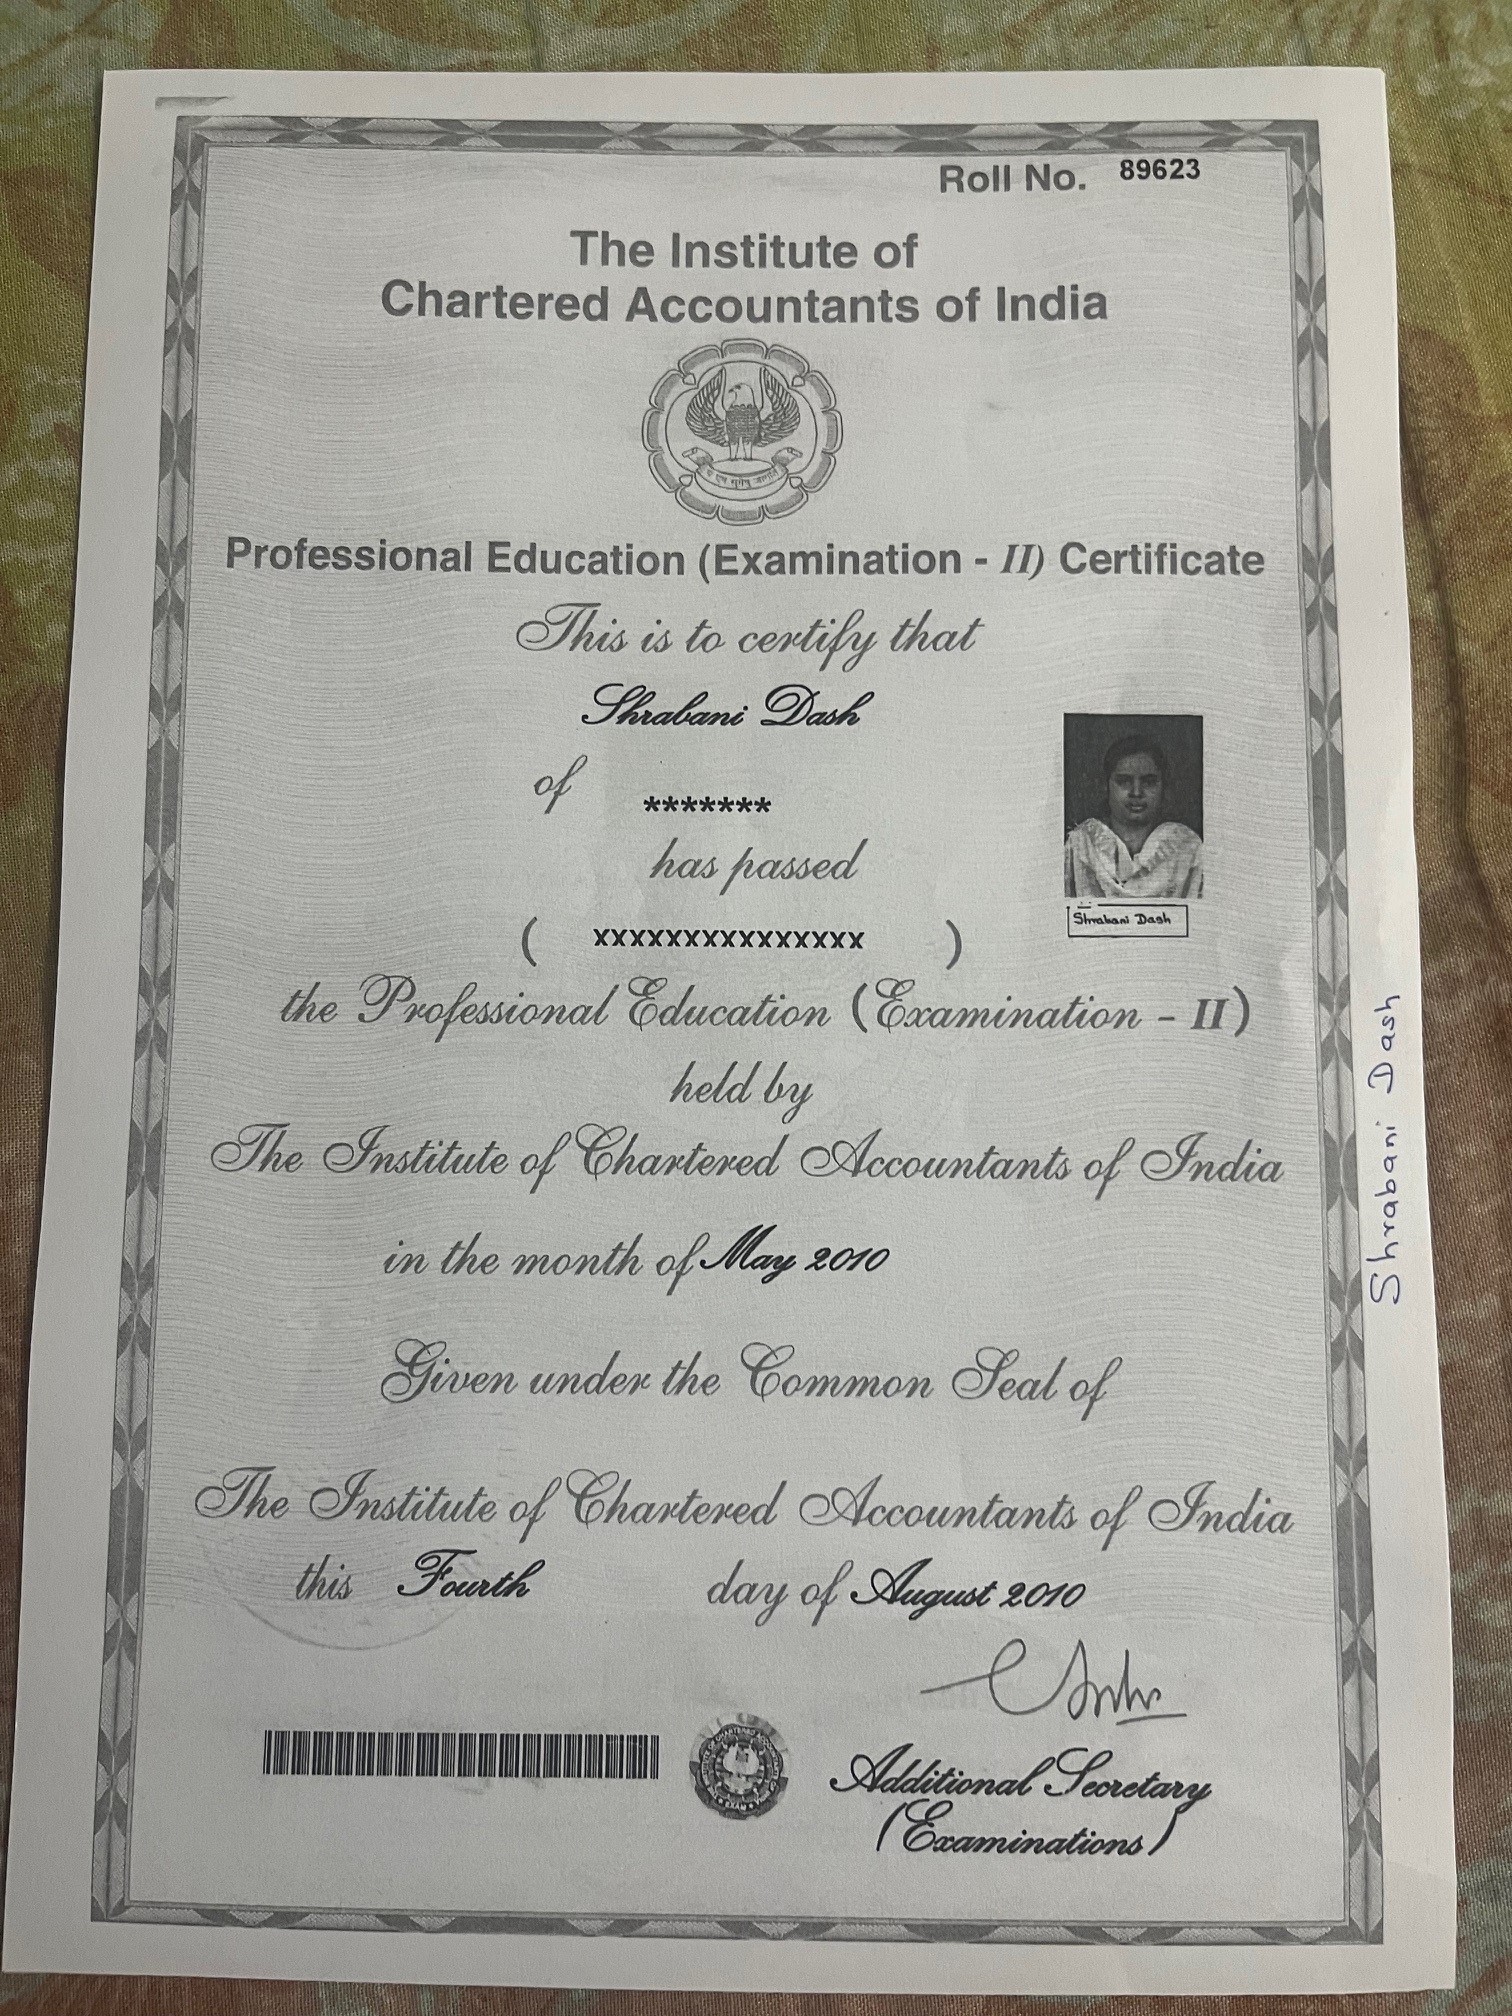 Roll No. 89623
The Institute of
Chartered Accountants of India
Professional Education (Examination - II) Certificate
This is to certify that
Shrabani Dash
of *******
has passed
Shrabani Dash
( xxxxxxxxxxxxxxx )
the Professional Education (Examination - II)
held by
The Institute of Chartered Accountants of India
in the month of May 2010
Given under the Common Seal of
The Institute of Chartered Accountants of India
this Fourth day of August 2010
Additional Secretary
(Examinations)
Shrabani Dash